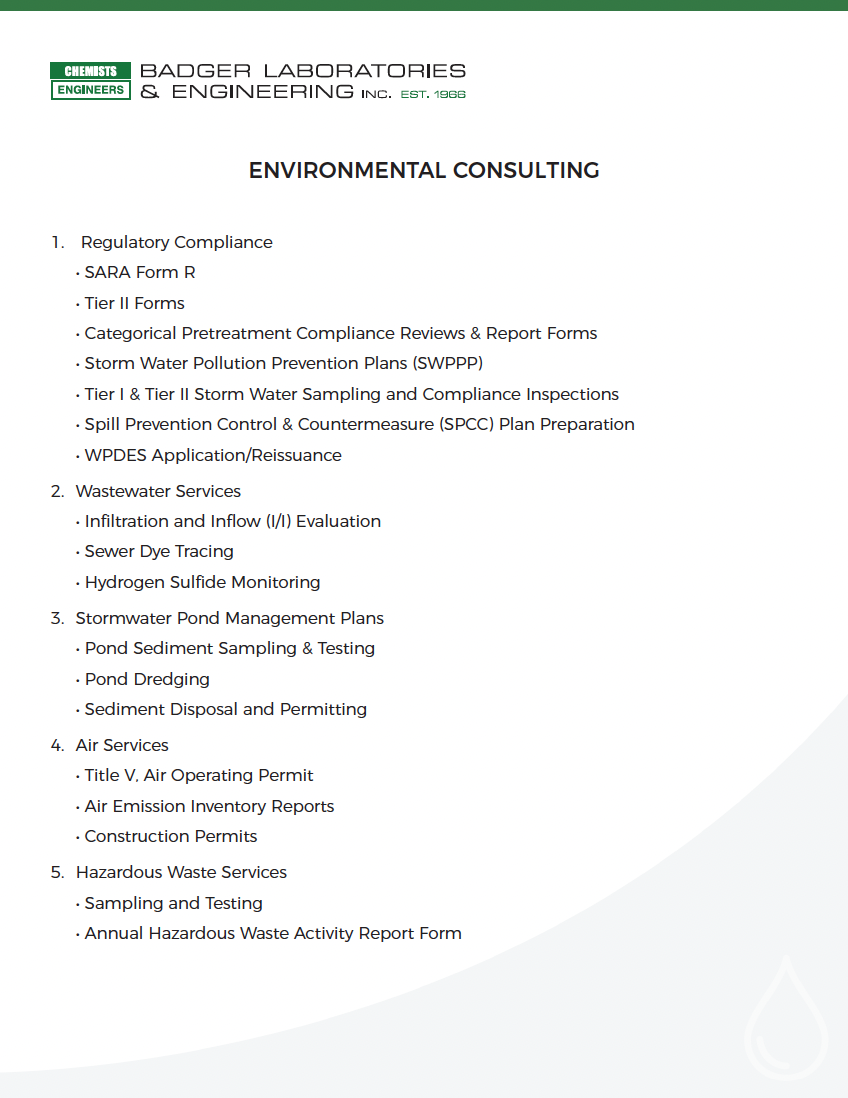 CHEMISTS
ENGINEERS
BADGER LABORATORIES
& ENGINEERING INC. EST. 1966
ENVIRONMENTAL CONSULTING
1. Regulatory Compliance
• SARA Form R
• Tier II Forms
• Categorical Pretreatment Compliance Reviews & Report Forms
• Storm Water Pollution Prevention Plans (SWPPP)
• Tier I & Tier II Storm Water Sampling and Compliance Inspections
• Spill Prevention Control & Countermeasure (SPCC) Plan Preparation
• WPDES Application/Reissuance
2. Wastewater Services
• Infiltration and Inflow (I/I) Evaluation
• Sewer Dye Tracing
• Hydrogen Sulfide Monitoring
3. Stormwater Pond Management Plans
• Pond Sediment Sampling & Testing
• Pond Dredging
• Sediment Disposal and Permitting
4. Air Services
• Title V, Air Operating Permit
• Air Emission Inventory Reports
• Construction Permits
5. Hazardous Waste Services
• Sampling and Testing
• Annual Hazardous Waste Activity Report Form